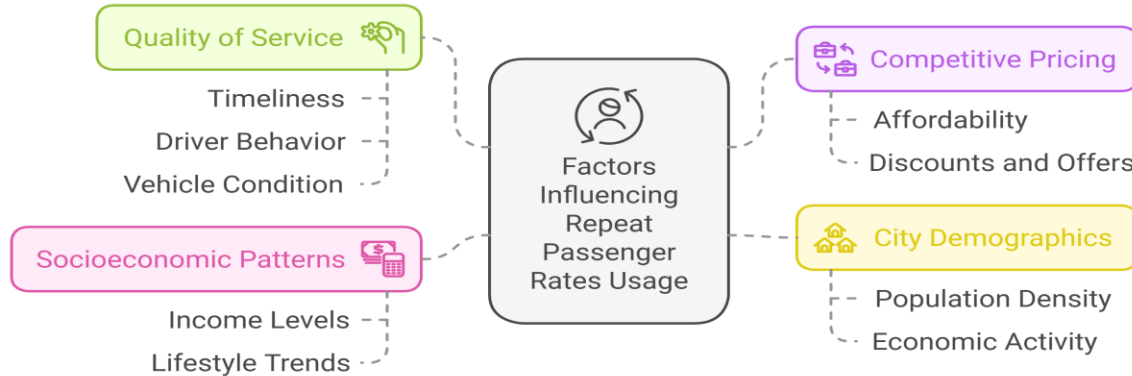 Quality of Service
Timeliness
Driver Behavior
Vehicle Condition
Socioeconomic Patterns
$
Income Levels
Lifestyle Trends
Factors
Influencing
Repeat
Passenger
Rates Usage
Competitive Pricing
Affordability
Discounts and Offers
City Demographics
Population Density
Economic Activity